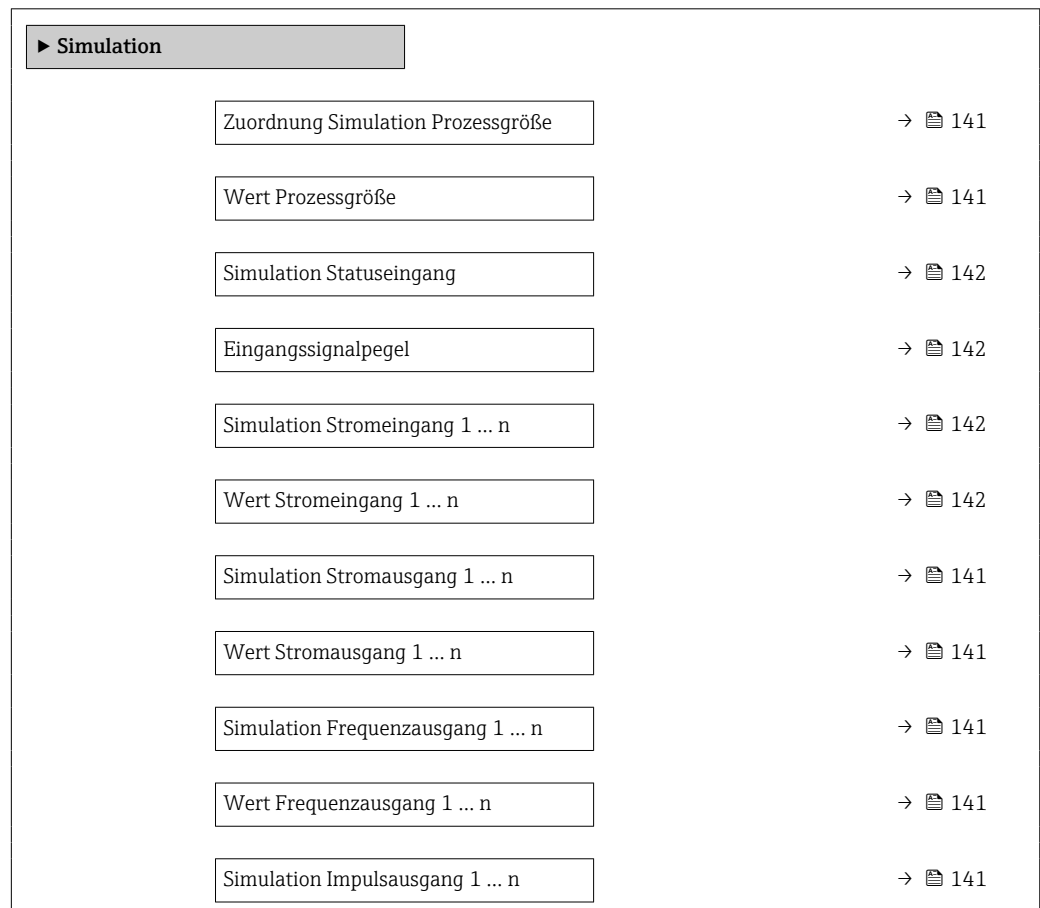 ▶ Simulation
Zuordnung Simulation Prozessgröße → 141
Wert Prozessgröße → 141
Simulation Statuseingang → 142
Eingangssignalpegel → 142
Simulation Stromeingang 1 … n → 142
Wert Stromeingang 1 … n → 142
Simulation Stromausgang 1 … n → 141
Wert Stromausgang 1 … n → 141
Simulation Frequenzausgang 1 … n → 141
Wert Frequenzausgang 1 … n → 141
Simulation Impulsausgang 1 … n → 141